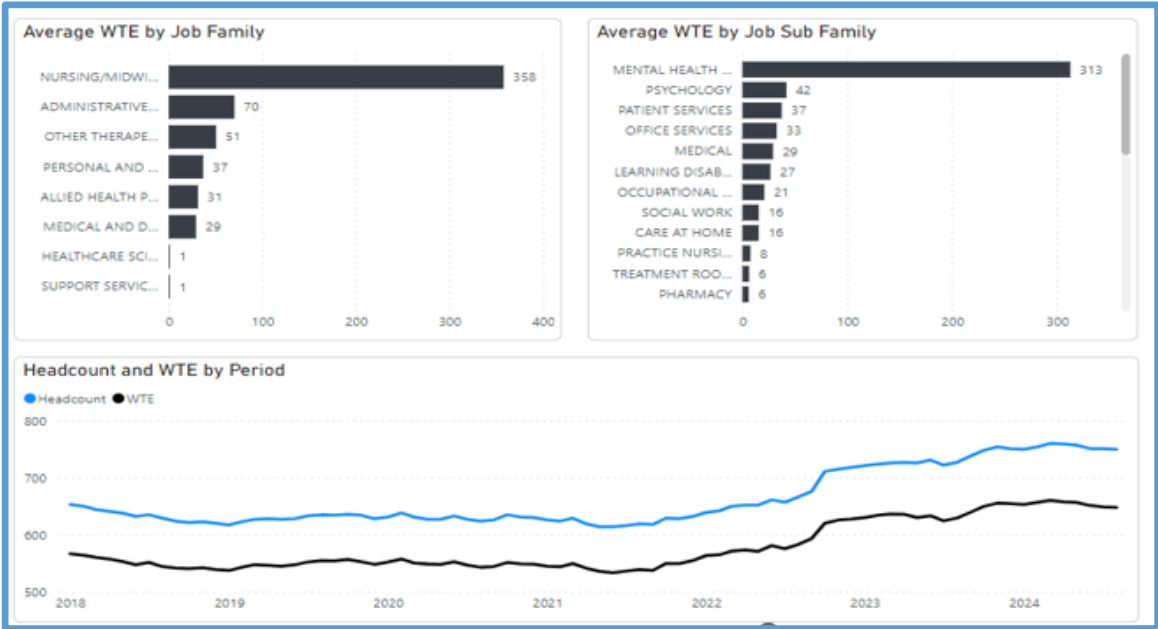 Average WTE by Job Family
NURSING/MIDWI... 358
ADMINISTRATIVE... 70
OTHER THERAPE... 51
PERSONAL AND ... 37
ALLIED HEALTH P... 31
MEDICAL AND D... 29
HEALTHCARE SCI... 1
SUPPORT SERVIC... 1
0 100 200 300 400
Average WTE by Job Sub Family
MENTAL HEALTH ... 313
PSYCHOLOGY 42
PATIENT SERVICES 37
OFFICE SERVICES 33
MEDICAL 29
LEARNING DISAB... 27
OCCUPATIONAL ... 21
SOCIAL WORK 16
CARE AT HOME 16
PRACTICE NURSI... 8
TREATMENT ROO... 6
PHARMACY 6
0 100 200 300
Headcount and WTE by Period
Headcount WTE
800
700
600
500
2018 2019 2020 2021 2022 2023 2024